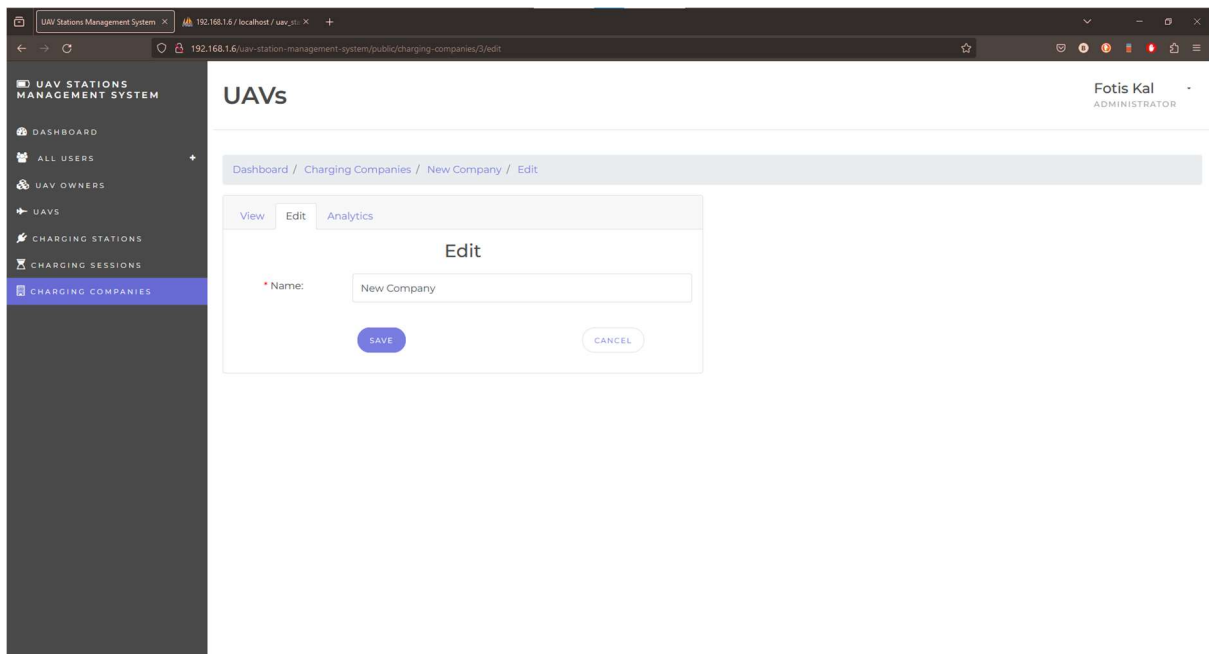 UAV Stations Management System
192.168.1.6 / localhost / uav_st
192.168.1.6/uav-station-management-system/public/charging-companies/3/edit
UAV STATIONS
MANAGEMENT SYSTEM
DASHBOARD
ALL USERS +
UAV OWNERS
UAVS
CHARGING STATIONS
CHARGING SESSIONS
CHARGING COMPANIES
UAVs
Fotis Kal
ADMINISTRATOR
Dashboard / Charging Companies / New Company / Edit
View Edit Analytics
Edit
* Name: New Company
SAVE CANCEL